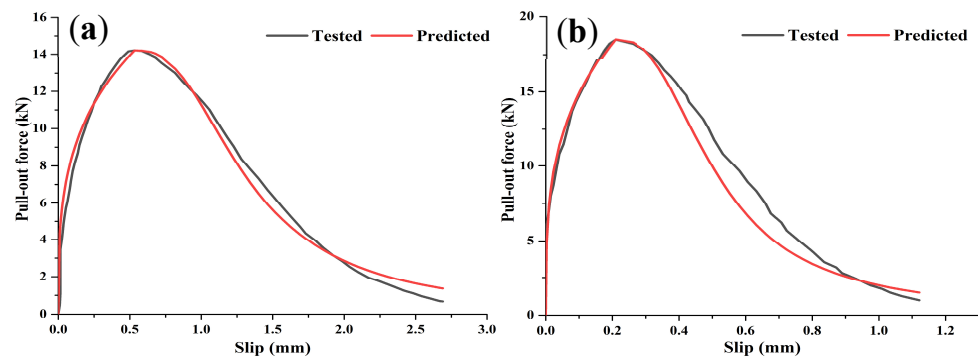 (a)
Tested Predicted
Pull-out force (kN)
16
14
12
10
8
6
4
2
0
0.0 0.5 1.0 1.5 2.0 2.5 3.0
Slip (mm)
(b)
Tested Predicted
Pull-out force (kN)
20
15
10
5
0
0.0 0.2 0.4 0.6 0.8 1.0 1.2
Slip (mm)